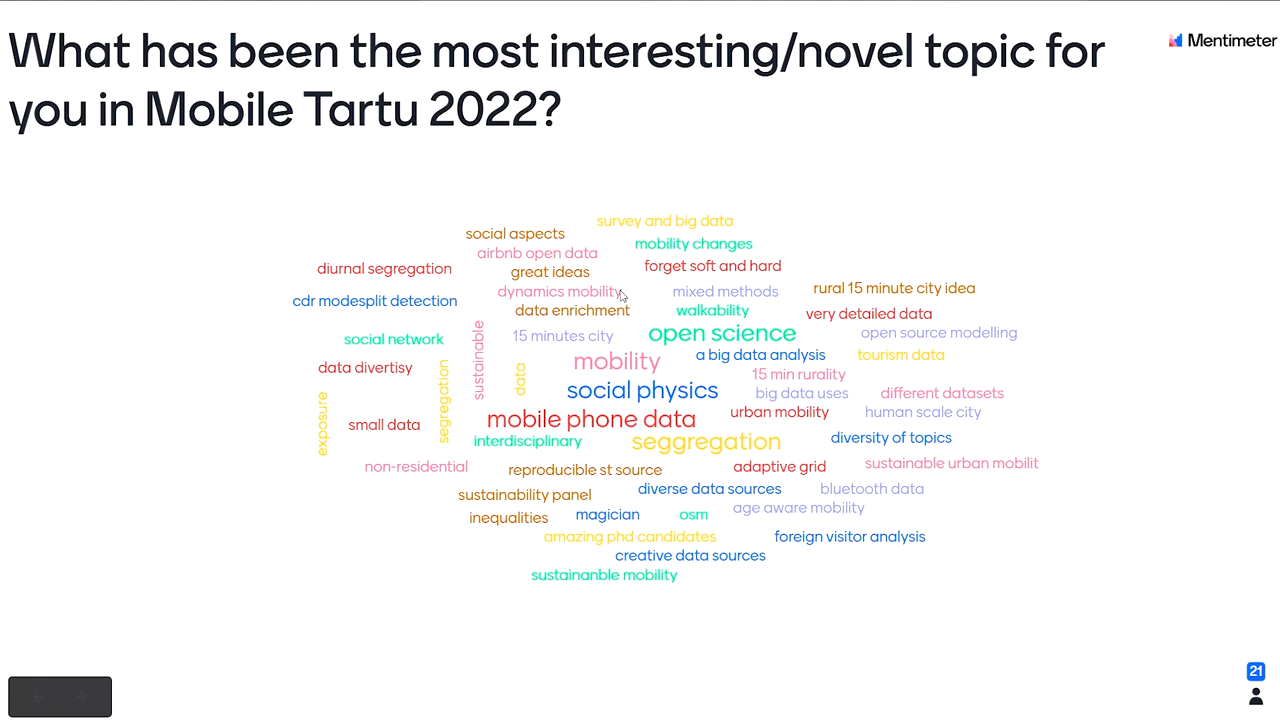 What has been the most interesting/novel topic for
you in Mobile Tartu 2022?
Mentimeter
survey and big data
social aspects
mobility changes
airbnb open data
forget soft and hard
diurnal segregation
great ideas
rural 15 minute city idea
dynamics mobility
mixed methods
cdr modesplit detection
data enrichment
walkability
very detailed data
open science
open source modelling
15 minutes city
social network
sustainable
a big data analysis
tourism data
mobility
data divertisy
15 min rurality
data
social physics
big data uses
different datasets
segregation
urban mobility
human scale city
mobile phone data
exposure
small data
interdisciplinary
seggregation
diversity of topics
non-residential
reproducible st source
adaptive grid
sustainable urban mobilit
sustainability panel
diverse data sources
bluetooth data
age aware mobility
inequalities
magician
osm
amazing phd candidates
foreign visitor analysis
creative data sources
sustainanble mobility
21